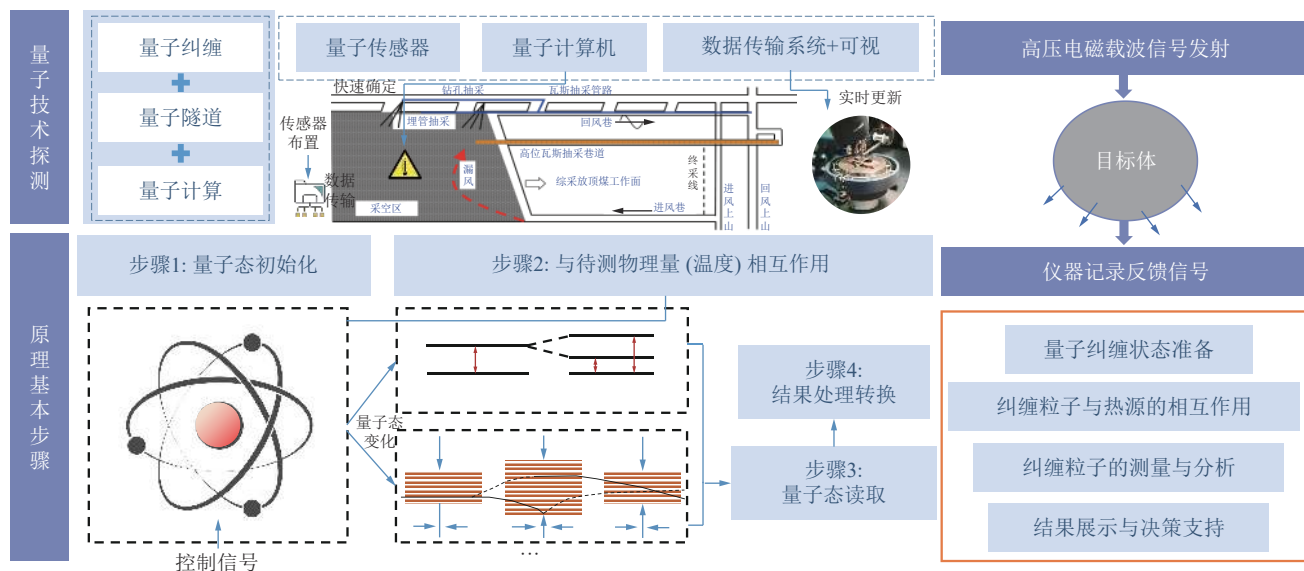 量子技术探测
量子纠缠
量子隧道
量子计算
量子传感器
量子计算机
数据传输系统+可视
快速确定
钻孔抽采
瓦斯抽采管路
实时更新
传感器
布置
埋管抽采
回风巷
高位瓦斯抽采巷道
漏风
综采放顶煤工作面
终采线
数据
传输
采空区
进风巷
进风上山
回风上山
高压电磁载波信号发射
目标体
仪器记录反馈信号
原理基本步骤
步骤1: 量子态初始化
步骤2: 与待测物理量 (温度) 相互作用
量子态
变化
控制信号
…
步骤4:
结果处理转换
步骤3:
量子态读取
量子纠缠状态准备
纠缠粒子与热源的相互作用
纠缠粒子的测量与分析
结果展示与决策支持